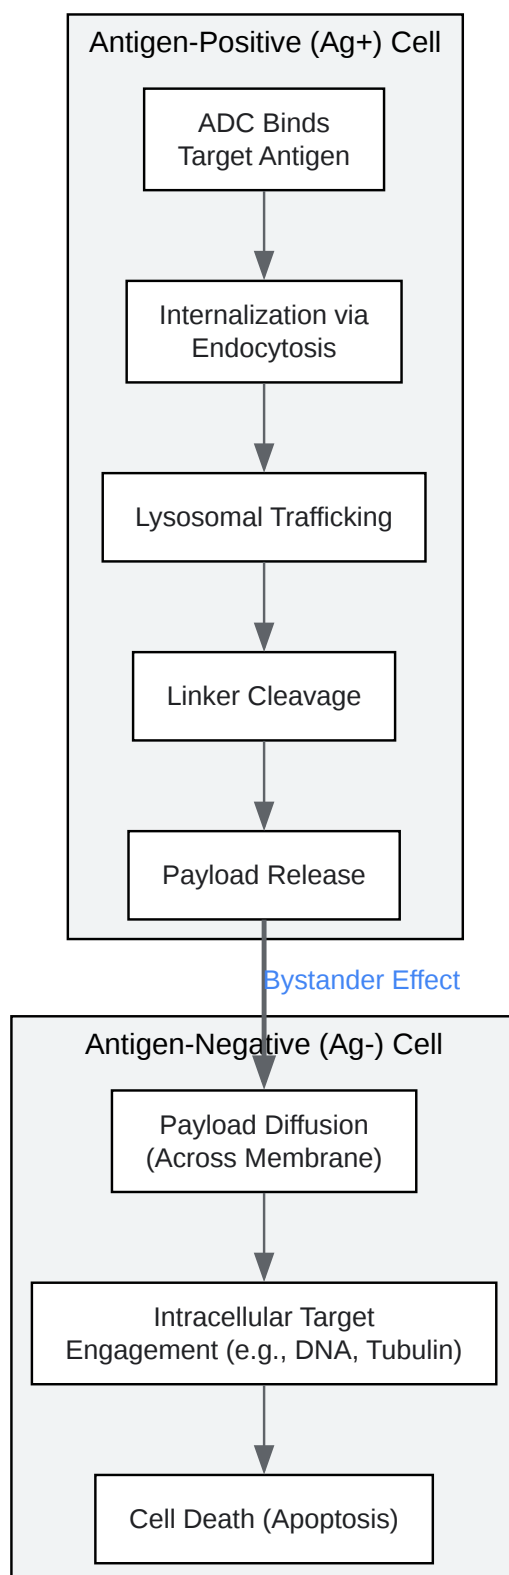 Antigen-Positive (Ag+) Cell
ADC Binds
Target Antigen
Internalization via
Endocytosis
Lysosomal Trafficking
Linker Cleavage
Payload Release
Bystander Effect
Antigen-Negative (Ag-) Cell
Payload Diffusion
(Across Membrane)
Intracellular Target
Engagement (e.g., DNA, Tubulin)
Cell Death (Apoptosis)